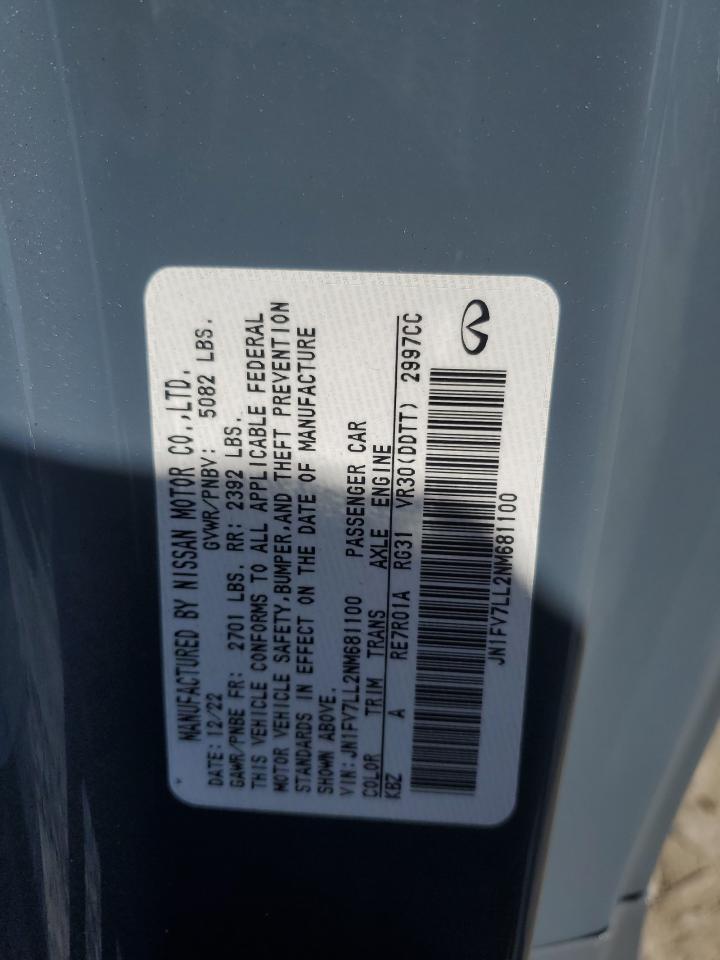 MANUFACTURED BY NISSAN MOTOR CO.,LTD.
DATE: 12/22 GVWR/PNBV: 5082 LBS.
GAWR/PNBE FR: 2701 LBS. RR: 2392 LBS.
THIS VEHICLE CONFORMS TO ALL APPLICABLE FEDERAL
MOTOR VEHICLE SAFETY,BUMPER,AND THEFT PREVENTION
STANDARDS IN EFFECT ON THE DATE OF MANUFACTURE
SHOWN ABOVE.
VIN:JN1FV7LL2NM681100 PASSENGER CAR
COLOR TRIM TRANS AXLE ENGINE
KBZ A RE7R01A RG31 VR30(DDTT) 2997CC
JN1FV7LL2NM681100